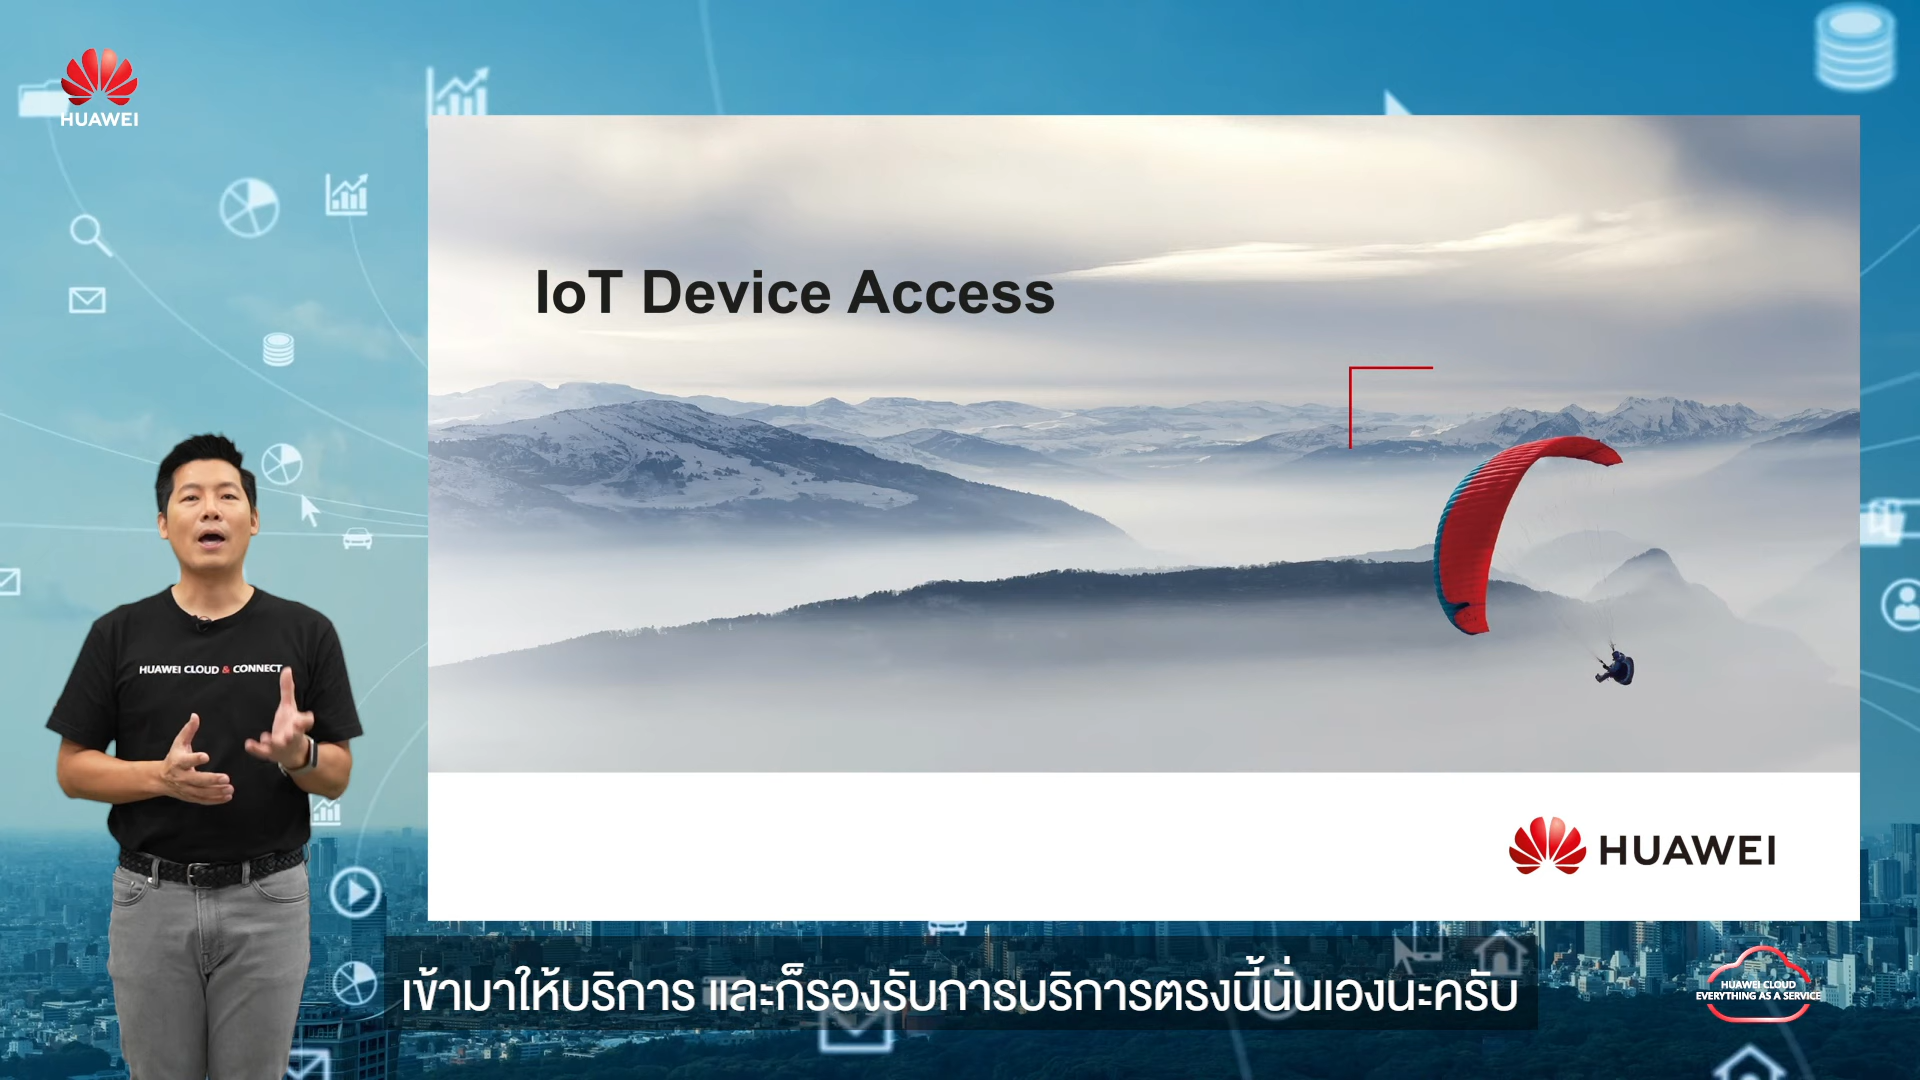 HUAWEI
IoT Device Access
HUAWEI CLOUD & CONNECT
HUAWEI
เข้ามาให้บริการ และก็รองรับการบริการตรงนี้นั่นเองนะครับ
HUAWEI CLOUD
EVERYTHING AS A SERVICE